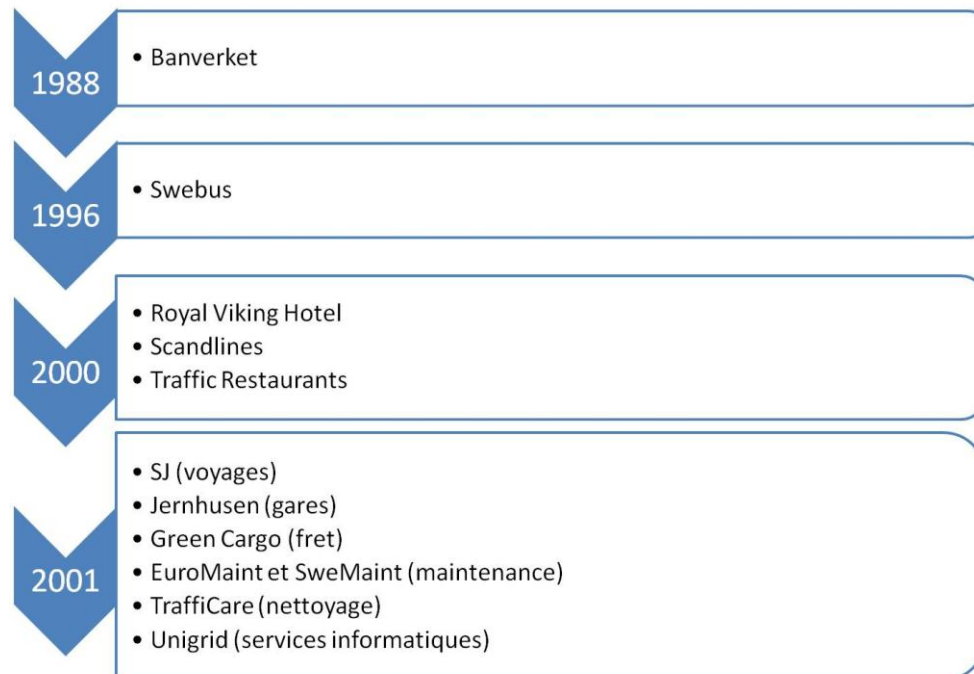 1988
• Banverket
1996
• Swebus
2000
• Royal Viking Hotel
• Scandlines
• Traffic Restaurants
2001
• SJ (voyages)
• Jernhusen (gares)
• Green Cargo (fret)
• EuroMaint et SweMaint (maintenance)
• TraffiCare (nettoyage)
• Unigrid (services informatiques)